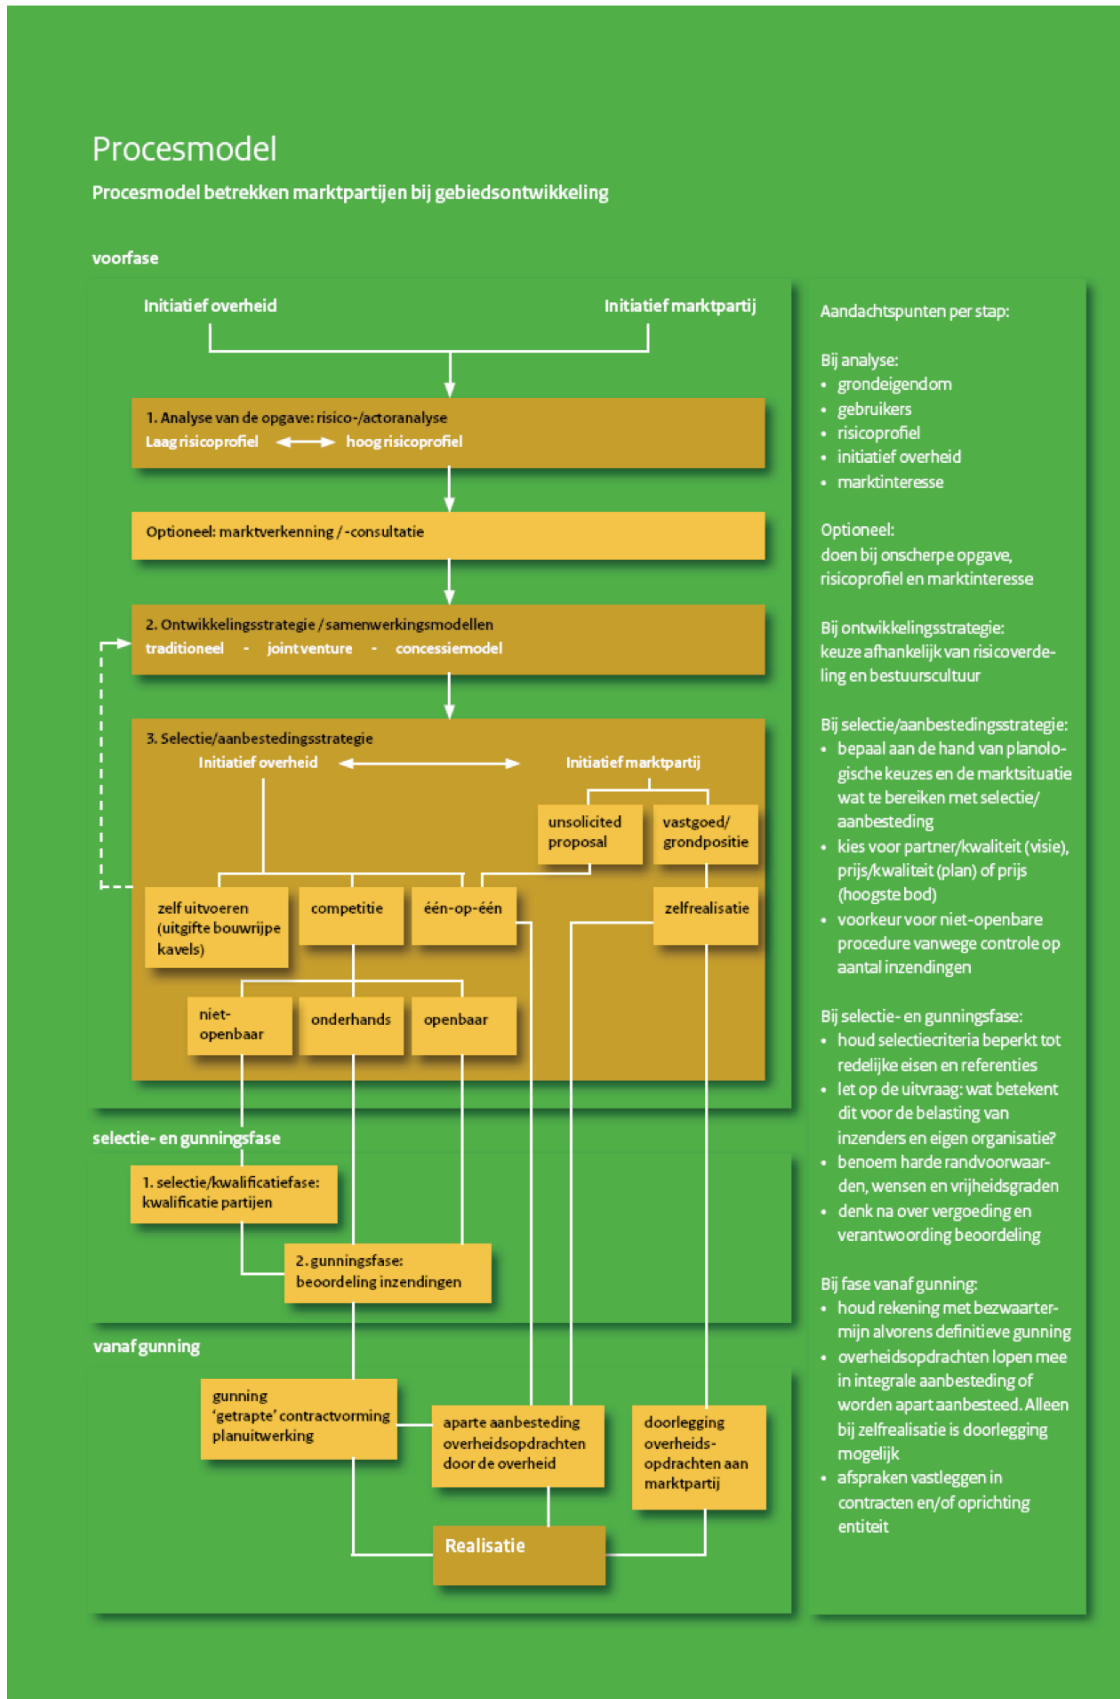 Procesmodel
Procesmodel betrekken marktpartijen bij gebiedsontwikkeling
voorfase
Initiatief overheid
Initiatief marktpartij
1. Analyse van de opgave: risico-/actoranalyse
Laag risicoprofiel
hoog risicoprofiel
Optioneel: marktverkenning / -consultatie
2. Ontwikkelingsstrategie / samenwerkingsmodellen
traditioneel - joint venture - concessiemodel
3. Selectie/aanbestedingsstrategie
Initiatief overheid
Initiatief marktpartij
unsolicited
proposal
vastgoed/
grondpositie
zelf uitvoeren
(uitgifte bouwrijpe
kavels)
competitie
één-op-één
zelfrealisatie
niet-
openbaar
onderhands
openbaar
selectie- en gunningsfase
1. selectie/kwalificatiefase:
kwalificatie partijen
2. gunningsfase:
beoordeling inzendingen
vanaf gunning
gunning
‘getrapte’ contractvorming
planuitwerking
aparte aanbesteding
overheidsopdrachten
door de overheid
doorlegging
overheids-
opdrachten aan
marktpartij
Realisatie
Aandachtspunten per stap:
Bij analyse:
• grondeigendom
• gebruikers
• risicoprofiel
• initiatief overheid
• marktinteresse
Optioneel:
doen bij onscherpe opgave,
risicoprofiel en marktinteresse
Bij ontwikkelingsstrategie:
keuze afhankelijk van risicoverde-
ling en bestuurscultuur
Bij selectie/aanbestedingsstrategie:
• bepaal aan de hand van planolo-
gische keuzes en de marktsituatie
wat te bereiken met selectie/
aanbesteding
• kies voor partner/kwaliteit (visie),
prijs/kwaliteit (plan) of prijs
(hoogste bod)
• voorkeur voor niet-openbare
procedure vanwege controle op
aantal inzendingen
Bij selectie- en gunningsfase:
• houd selectiecriteria beperkt tot
redelijke eisen en referenties
• let op de uitvraag: wat betekent
dit voor de belasting van
inzenders en eigen organisatie?
• benoem harde randvoorwaar-
den, wensen en vrijheidsgraden
• denk na over vergoeding en
verantwoording beoordeling
Bij fase vanaf gunning:
• houd rekening met bezwaarter-
mijn alvorens definitieve gunning
• overheidsopdrachten lopen mee
in integrale aanbesteding of
worden apart aanbesteed. Alleen
bij zelfrealisatie is doorlegging
mogelijk
• afspraken vastleggen in
contracten en/of oprichting
entiteit